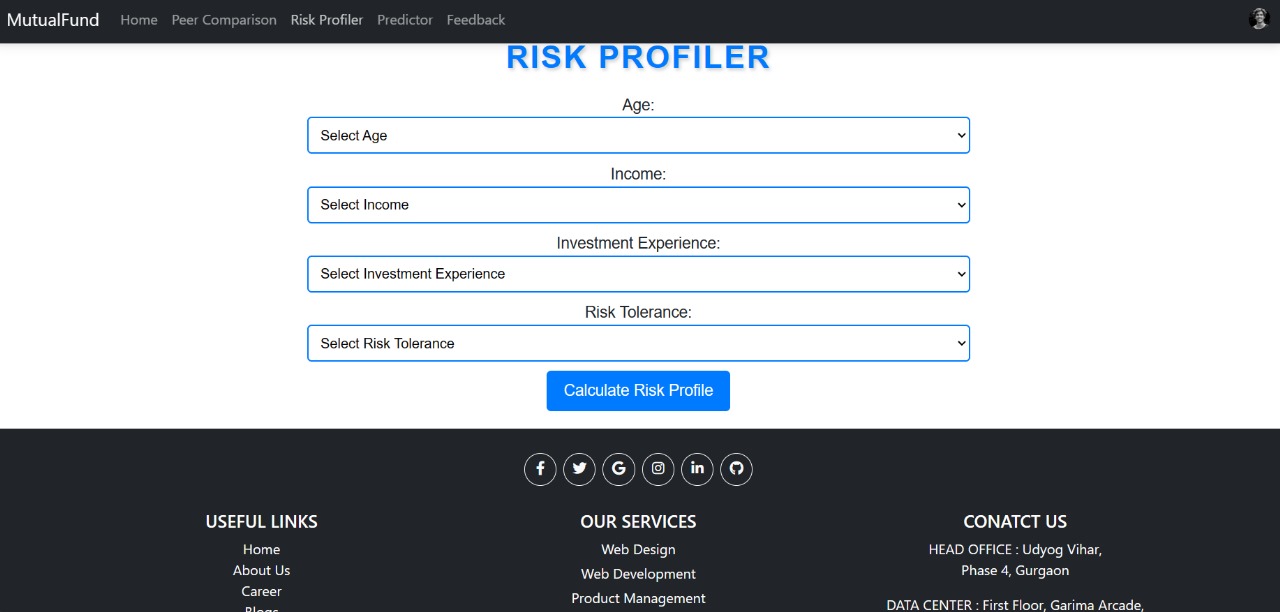 MutualFund Home Peer Comparison Risk Profiler Predictor Feedback
RISK PROFILER
Age:
Select Age
Income:
Select Income
Investment Experience:
Select Investment Experience
Risk Tolerance:
Select Risk Tolerance
Calculate Risk Profile
USEFUL LINKS
Home
About Us
Career
Blogs
OUR SERVICES
Web Design
Web Development
Product Management
CONATCT US
HEAD OFFICE : Udyog Vihar,
Phase 4, Gurgaon
DATA CENTER : First Floor, Garima Arcade,